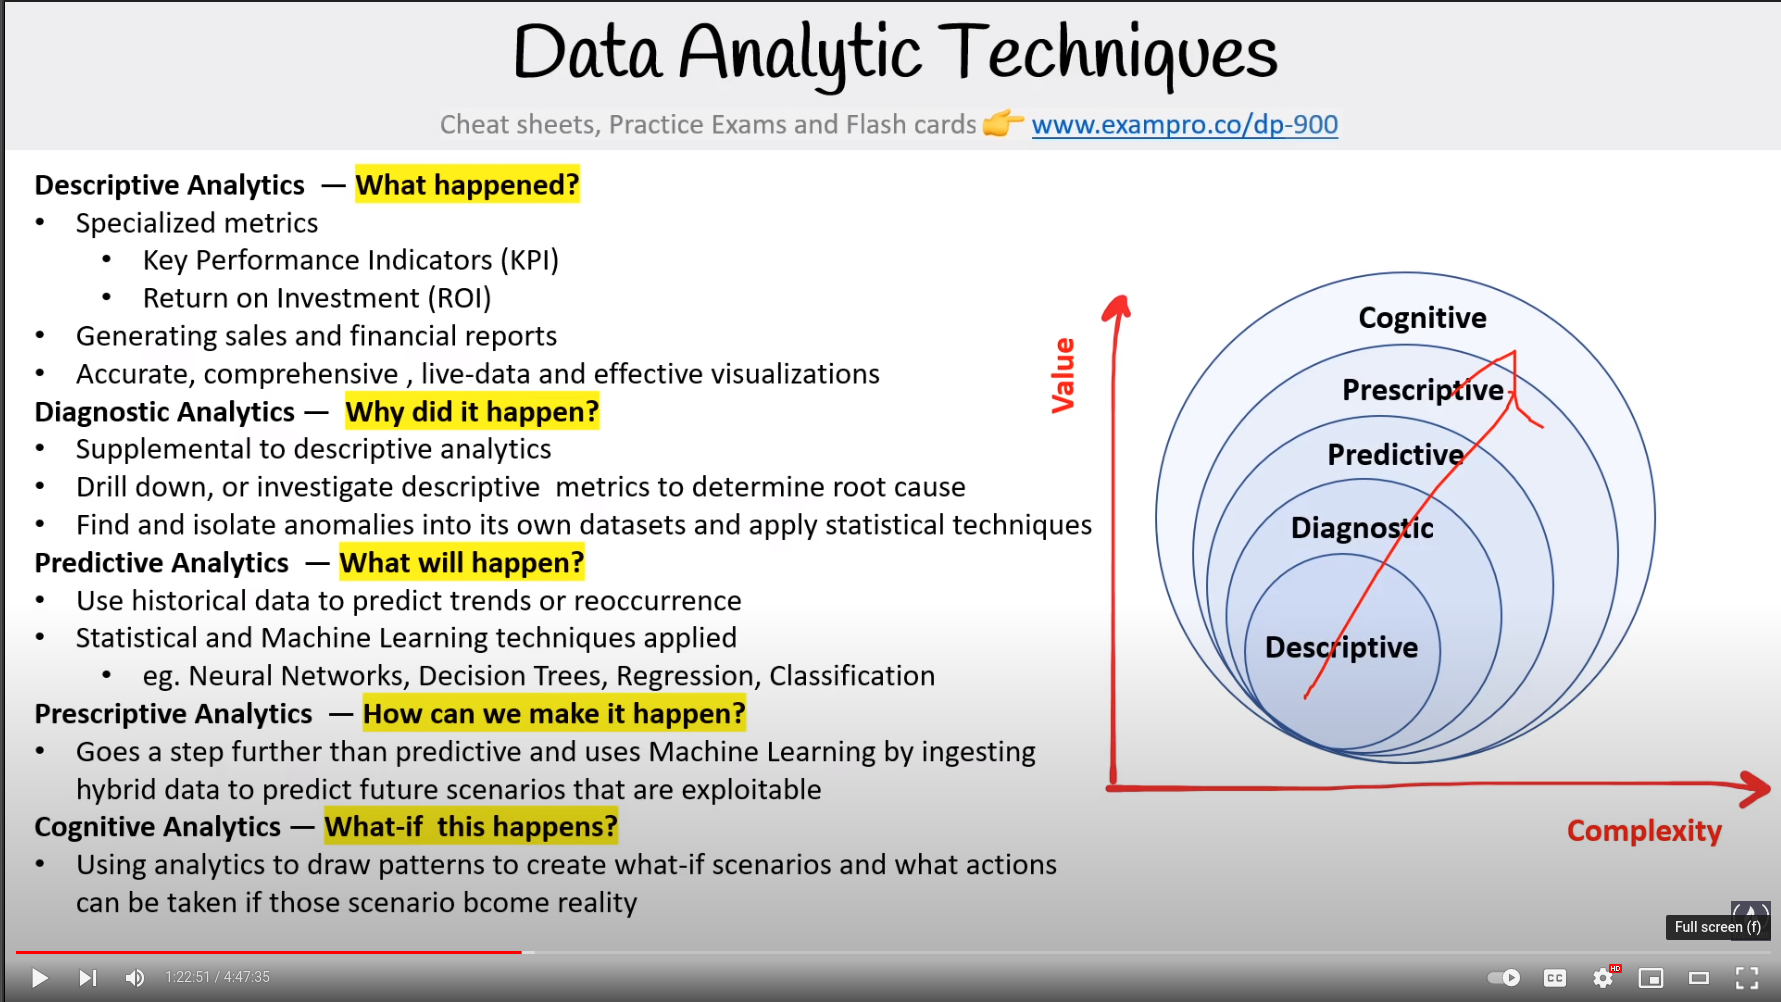 Data Analytic Techniques
Cheat sheets, Practice Exams and Flash cards 👉 www.exampro.co/dp-900
Descriptive Analytics — What happened?
• Specialized metrics
• Key Performance Indicators (KPI)
• Return on Investment (ROI)
• Generating sales and financial reports
• Accurate, comprehensive , live-data and effective visualizations
Diagnostic Analytics — Why did it happen?
• Supplemental to descriptive analytics
• Drill down, or investigate descriptive metrics to determine root cause
• Find and isolate anomalies into its own datasets and apply statistical techniques
Predictive Analytics — What will happen?
• Use historical data to predict trends or reoccurrence
• Statistical and Machine Learning techniques applied
• eg. Neural Networks, Decision Trees, Regression, Classification
Prescriptive Analytics — How can we make it happen?
• Goes a step further than predictive and uses Machine Learning by ingesting
hybrid data to predict future scenarios that are exploitable
Cognitive Analytics — What-if this happens?
• Using analytics to draw patterns to create what-if scenarios and what actions
can be taken if those scenario bcome reality
Value
Cognitive
Prescriptive
Predictive
Diagnostic
Descriptive
Complexity
Full screen (f)
1:22:51 / 4:47:35
CC
HD